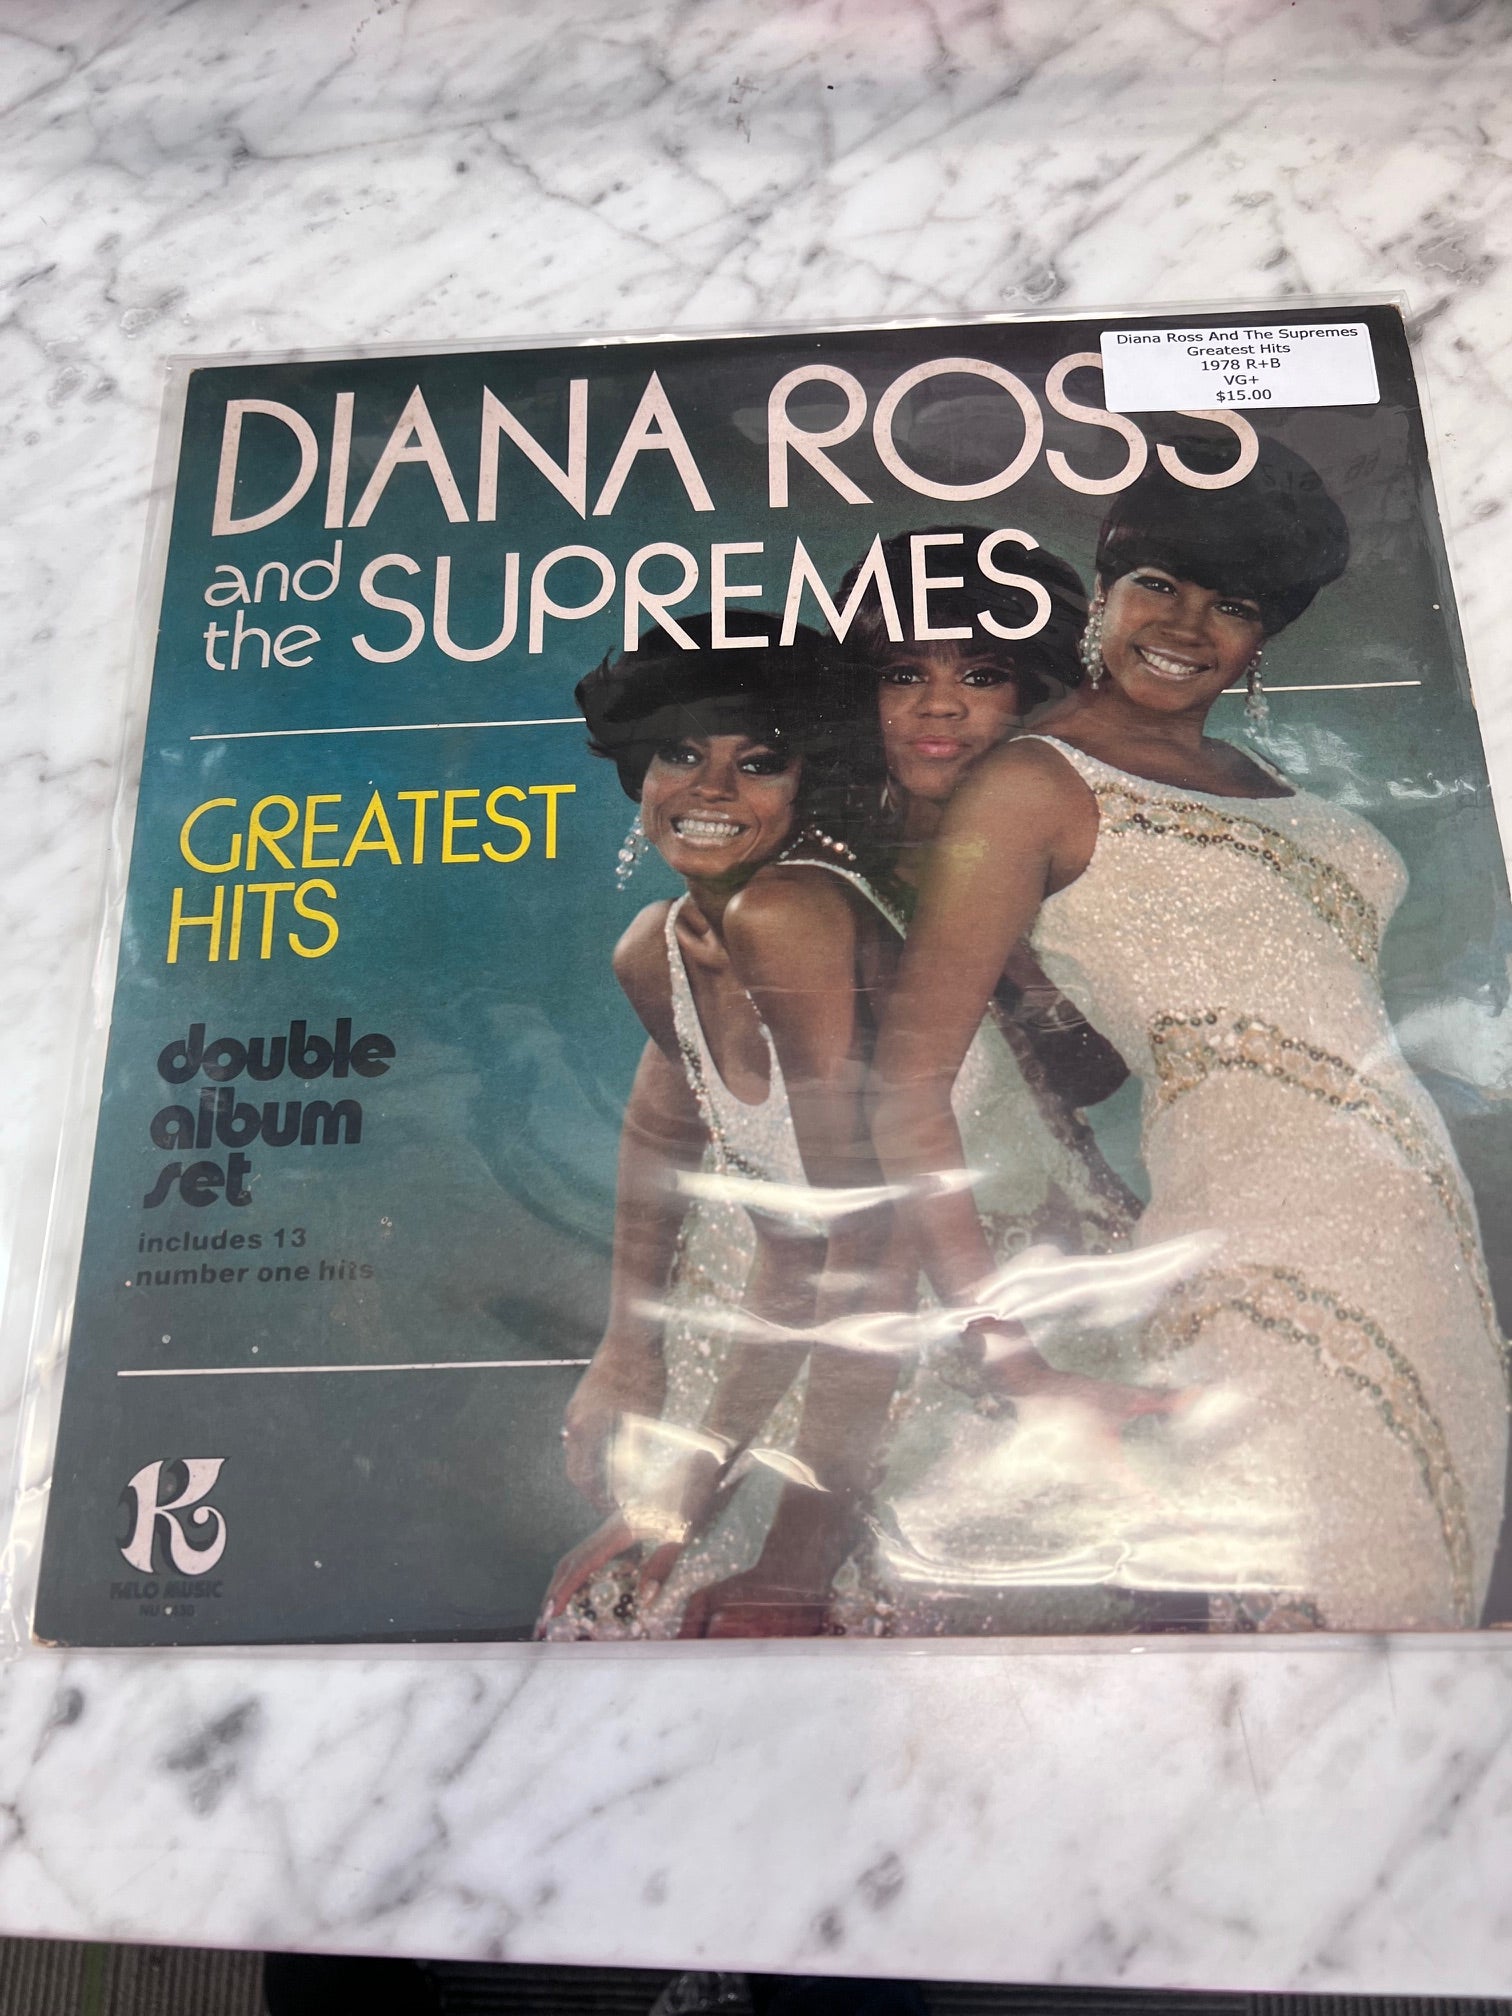 Diana Ross And The Supremes
Greatest Hits
1978 R+B
VG+
$15.00
DIANA ROSS
and the SUPREMES
GREATEST
HITS
double
album
set
includes 13
number one hits
K
MUSIC